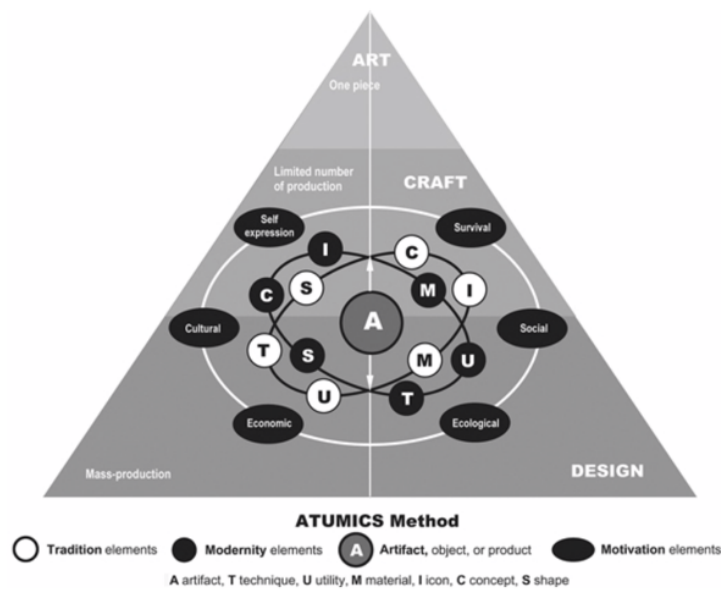 ART
One piece
Limited number
of production
CRAFT
Self
expression
Survival
I
C
C
S
M
I
A
Cultural
Social
T
S
M
U
U
T
Economic
Ecological
Mass-production
DESIGN
ATUMICS Method
Tradition elements
Modernity elements
A
Artifact, object, or product
Motivation elements
A artifact, T technique, U utility, M material, I icon, C concept, S shape